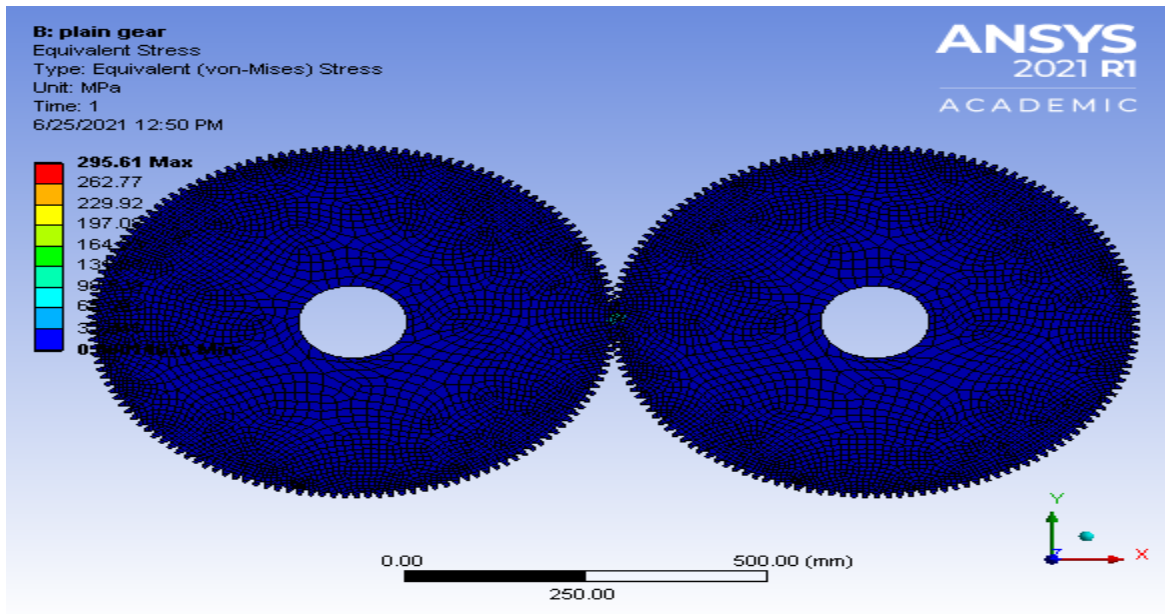 B: plain gear
Equivalent Stress
Type: Equivalent (von-Mises) Stress
Unit: MPa
Time: 1
6/25/2021 12:50 PM
ANSYS
2021 R1
ACADEMIC
295.61 Max
262.77
229.92
Y
X
0.00
500.00 (mm)
250.00